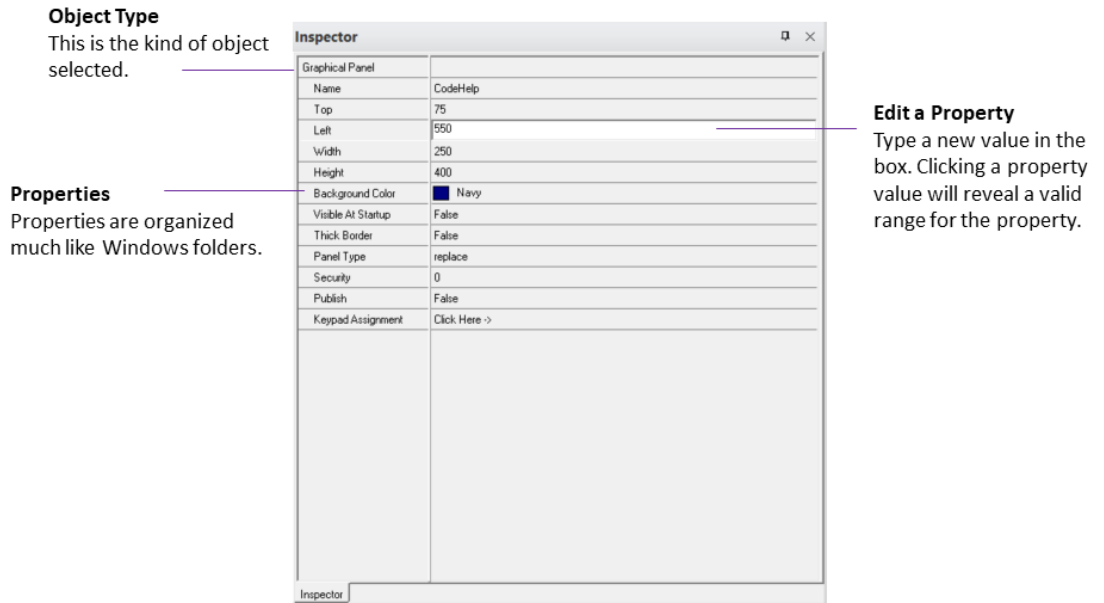 Object Type
This is the kind of object
selected.
Inspector
Graphical Panel
Name CodeHelp
Top 75
Left 550
Width 250
Height 400
Background Color Navy
Visible At Startup False
Thick Border False
Panel Type replace
Security 0
Publish False
Keypad Assignment Click Here ->
Inspector
Properties
Properties are organized
much like Windows folders.
Edit a Property
Type a new value in the
box. Clicking a property
value will reveal a valid
range for the property.